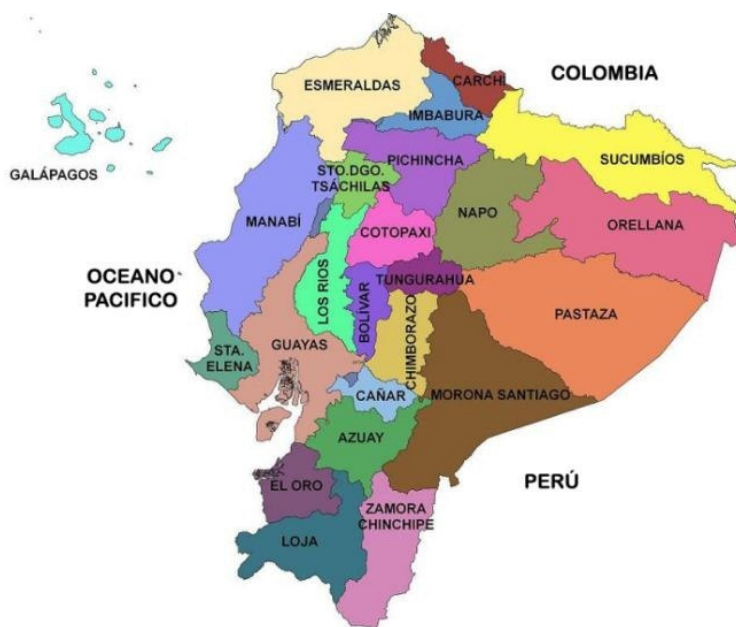 ESMERALDAS
CARCHI
COLOMBIA
IMBABURA
PICHINCHA
SUCUMBÍOS
GALÁPAGOS
STO.DGO.
TSÁCHILAS
MANABÍ
COTOPAXI
NAPO
ORELLANA
OCEANO
PACIFICO
LOS RIOS
BOLÍVAR
TUNGURAHUA
CHIMBORAZO
PASTAZA
STA.
ELENA
GUAYAS
CAÑAR
MORONA SANTIAGO
AZUAY
PERÚ
EL ORO
ZAMORA
CHINCHIPE
LOJA